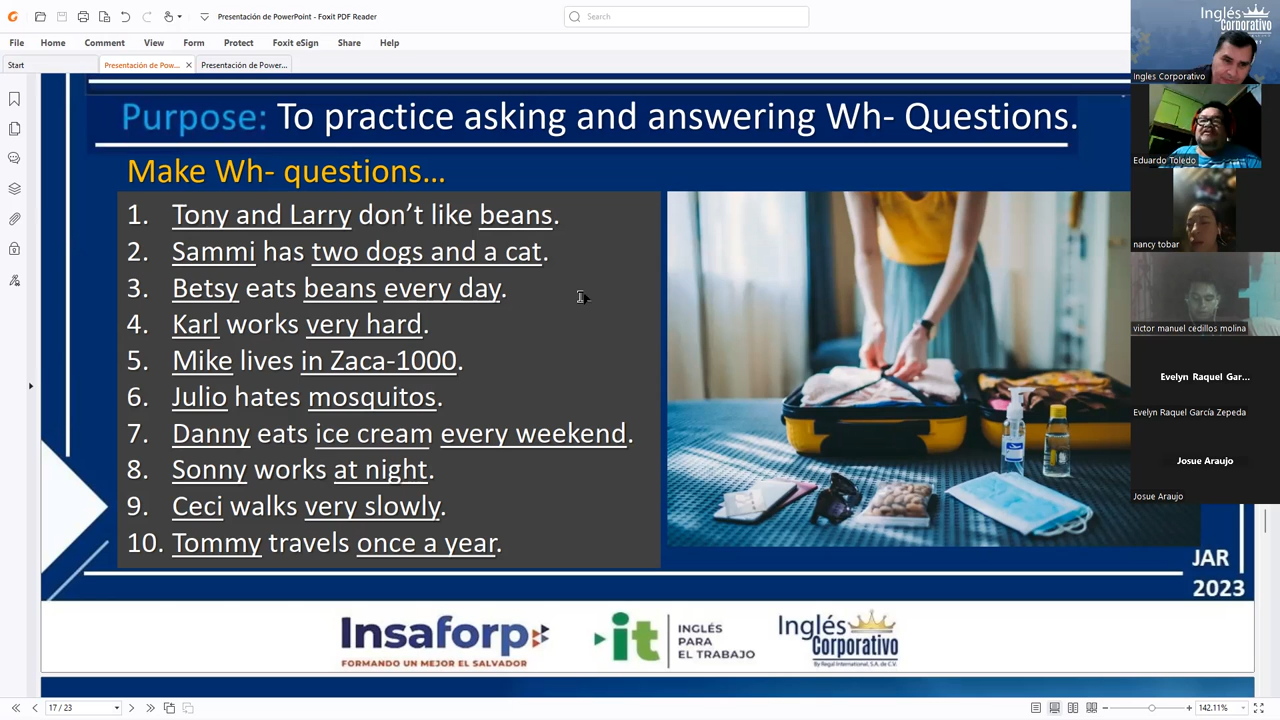 Presentación de PowerPoint - Foxit PDF Reader
Search
File Home Comment View Form Protect Foxit eSign Share Help
Start
Presentación de Pow...
Presentación de Power...
Purpose: To practice asking and answering Wh- Questions.
Make Wh- questions...
1. Tony and Larry don't like beans.
2. Sammi has two dogs and a cat.
3. Betsy eats beans every day.
4. Karl works very hard.
5. Mike lives in Zaca-1000.
6. Julio hates mosquitos.
7. Danny eats ice cream every weekend.
8. Sonny works at night.
9. Ceci walks very slowly.
10. Tommy travels once a year.
JAR
2023
Insaforp
FORMANDO UN MEJOR EL SALVADOR
it
INGLÉS
PARA
EL TRABAJO
Inglés
Corporativo
By Regal International, S.A. de C.V.
Inglés
Corporativo
Ingles Corporativo
Eduardo Toledo
nancy tobar
victor manuel cedillos molina
Evelyn Raquel Gar...
Evelyn Raquel García Zepeda
Josue Araujo
Josue Araujo
17 / 23
142.11%